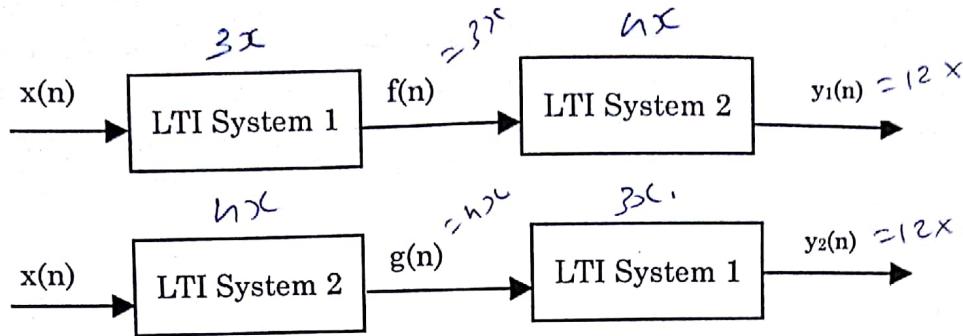 3x =3x 4x
x(n) LTI System 1 f(n) LTI System 2 y₁(n) =12x
4x =4x 3x.
x(n) LTI System 2 g(n) LTI System 1 y₂(n) =12x